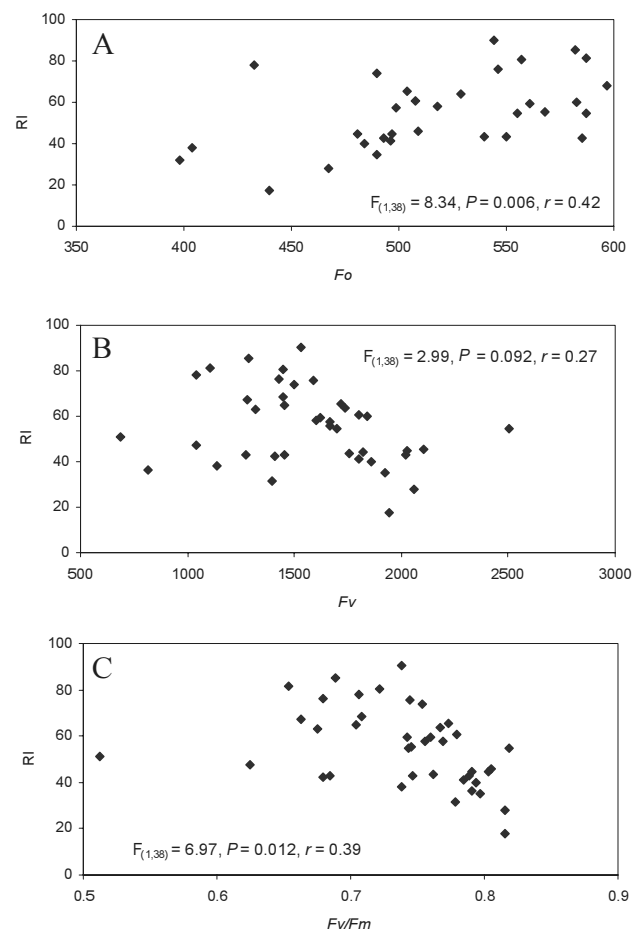 A
100
80
60
40
20
0
RI
350 400 450 500 550 600
Fo
F(1,38) = 8.34, P = 0.006, r = 0.42
B
100
80
60
40
20
0
RI
500 1000 1500 2000 2500 3000
Fv
F(1,38) = 2.99, P = 0.092, r = 0.27
C
100
80
60
40
20
0
RI
0.5 0.6 0.7 0.8 0.9
Fv/Fm
F(1,38) = 6.97, P = 0.012, r = 0.39